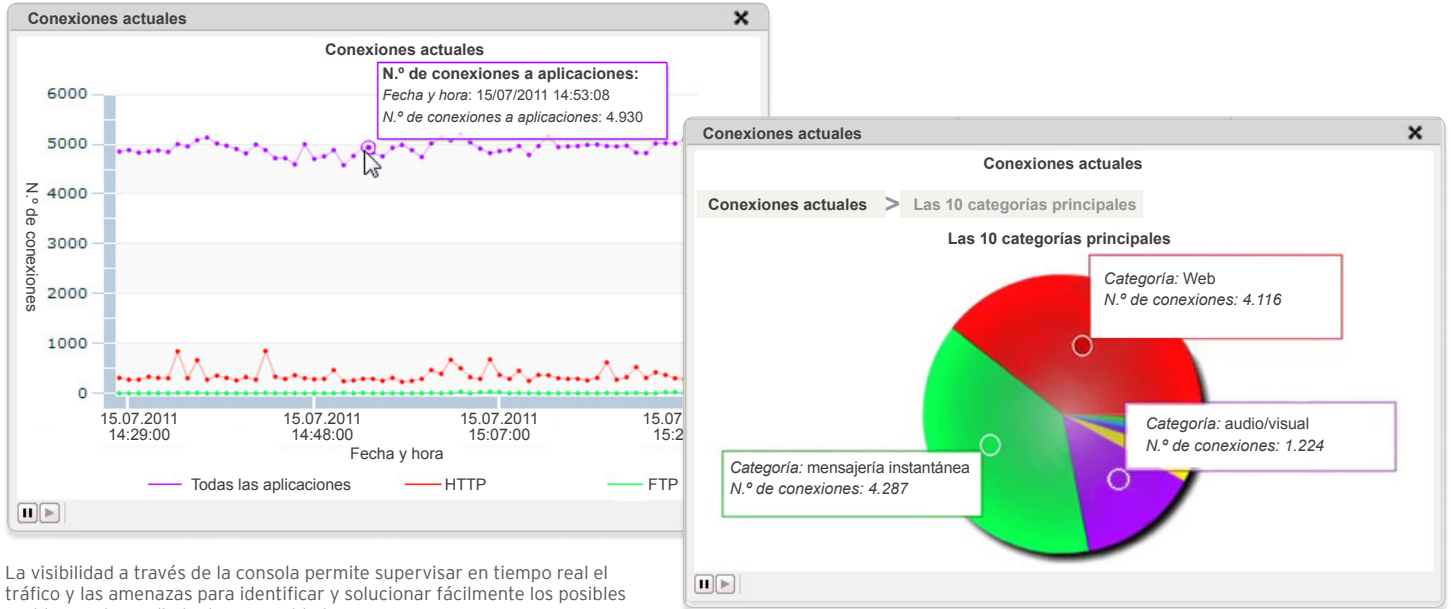 Conexiones actuales
Conexiones actuales
N.º de conexiones a aplicaciones:
Fecha y hora: 15/07/2011 14:53:08
N.º de conexiones a aplicaciones: 4.930
6000
5000
4000
3000
2000
1000
0
N.º de conexiones
15.07.2011
14:29:00
15.07.2011
14:48:00
15.07.2011
15:07:00
15.07
15:2
Fecha y hora
Todas las aplicaciones
HTTP
FTP
Conexiones actuales
Conexiones actuales
Conexiones actuales > Las 10 categorías principales
Las 10 categorías principales
Categoría: Web
N.º de conexiones: 4.116
Categoría: audio/visual
N.º de conexiones: 1.224
Categoría: mensajería instantánea
N.º de conexiones: 4.287
La visibilidad a través de la consola permite supervisar en tiempo real el
tráfico y las amenazas para identificar y solucionar fácilmente los posibles